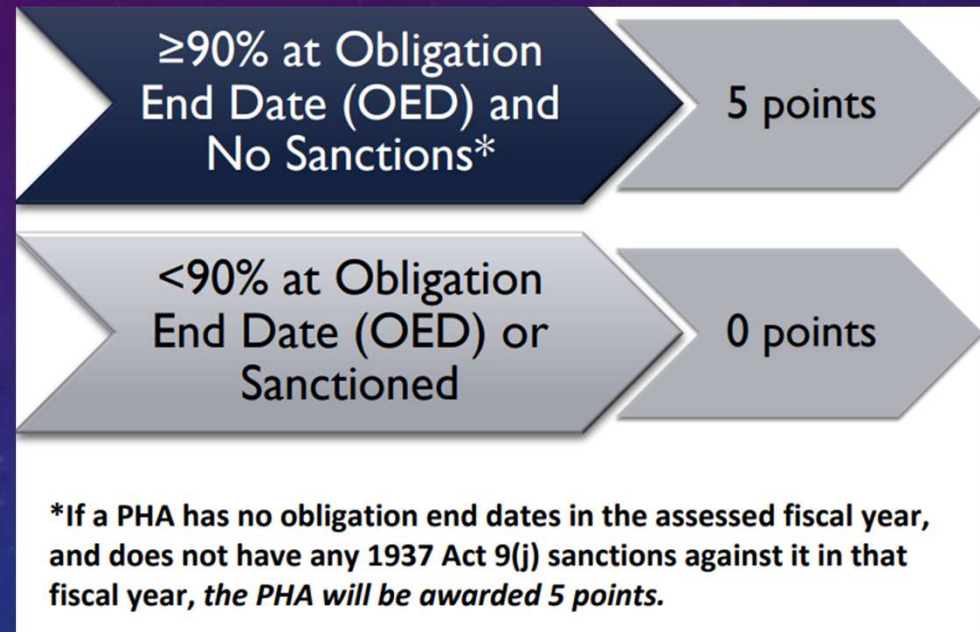 ≥90% at Obligation
End Date (OED) and
No Sanctions*
5 points
<90% at Obligation
End Date (OED) or
Sanctioned
0 points
*If a PHA has no obligation end dates in the assessed fiscal year,
and does not have any 1937 Act 9(j) sanctions against it in that
fiscal year, the PHA will be awarded 5 points.